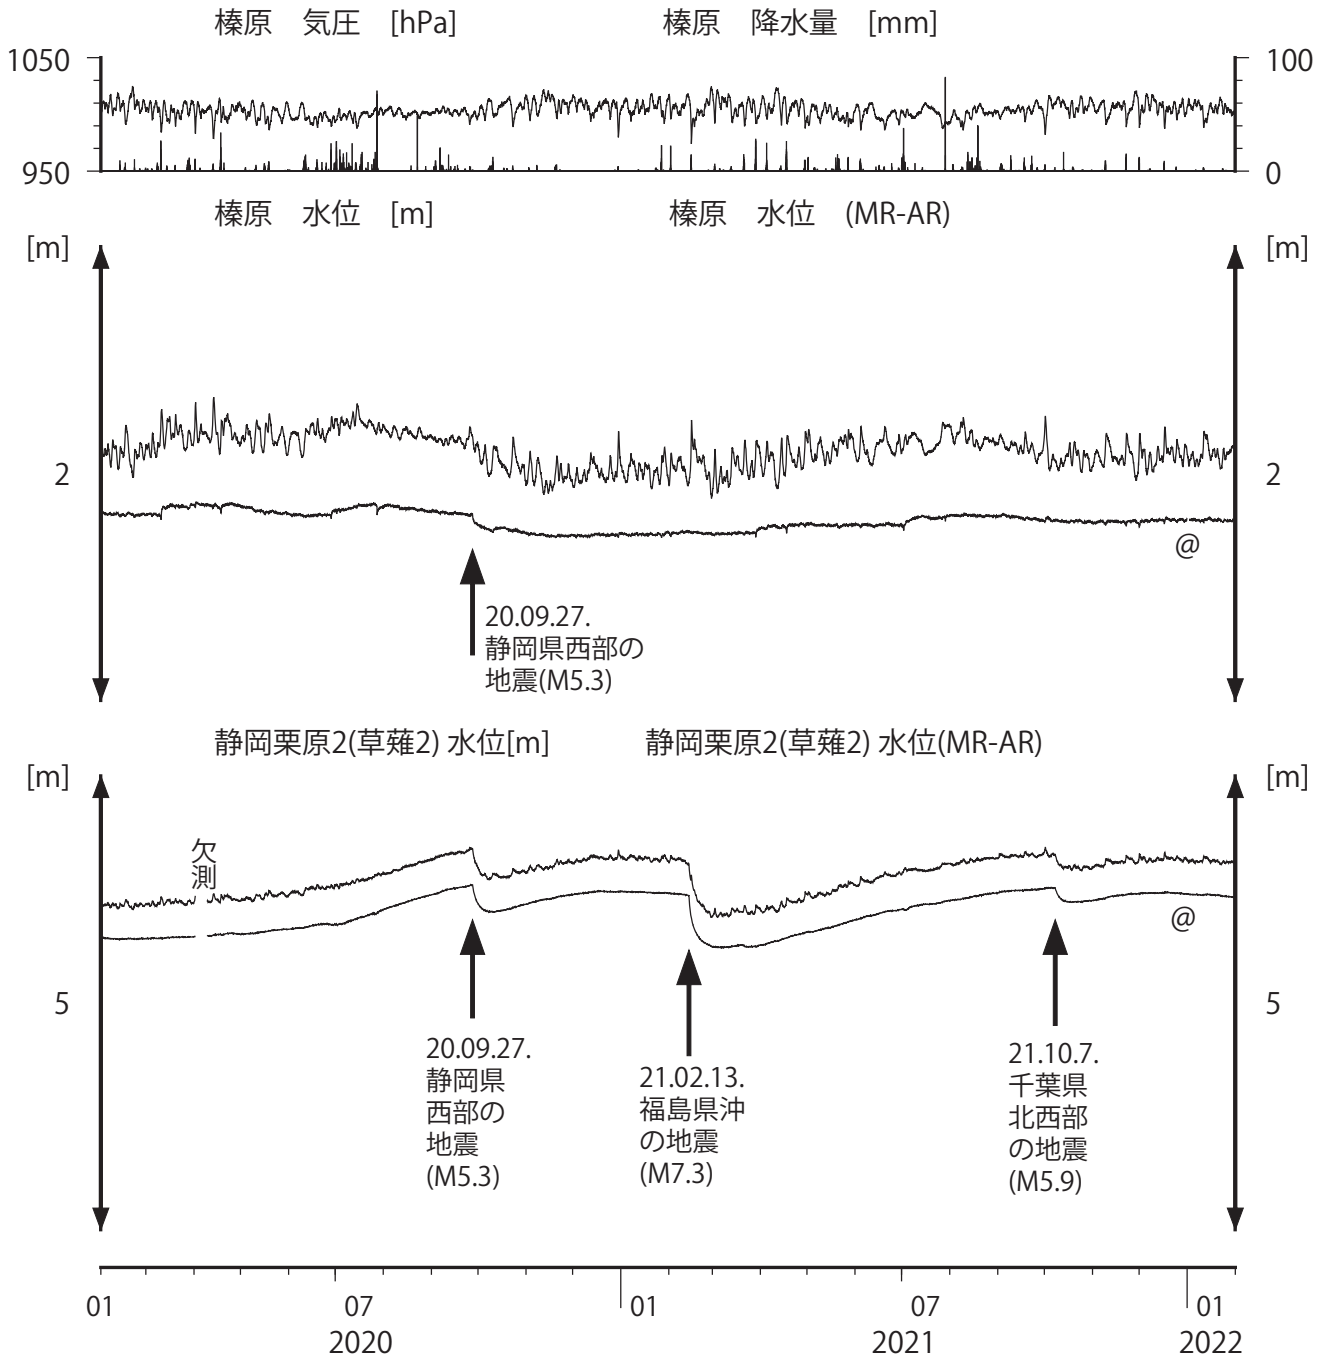 榛原 気圧 [hPa] 榛原 降水量 [mm]
1050 100
950 0
榛原 水位 [m] 榛原 水位 (MR-AR)
[m] [m]
2 2
@
20.09.27.
静岡県西部の
地震(M5.3)
静岡栗原2(草薙2) 水位[m] 静岡栗原2(草薙2) 水位(MR-AR)
[m] [m]
欠測
@
5 5
20.09.27.
静岡県
西部の
地震
(M5.3)
21.02.13.
福島県沖
の地震
(M7.3)
21.10.7.
千葉県
北西部
の地震
(M5.9)
01 07 01 07 01
2020 2021 2022